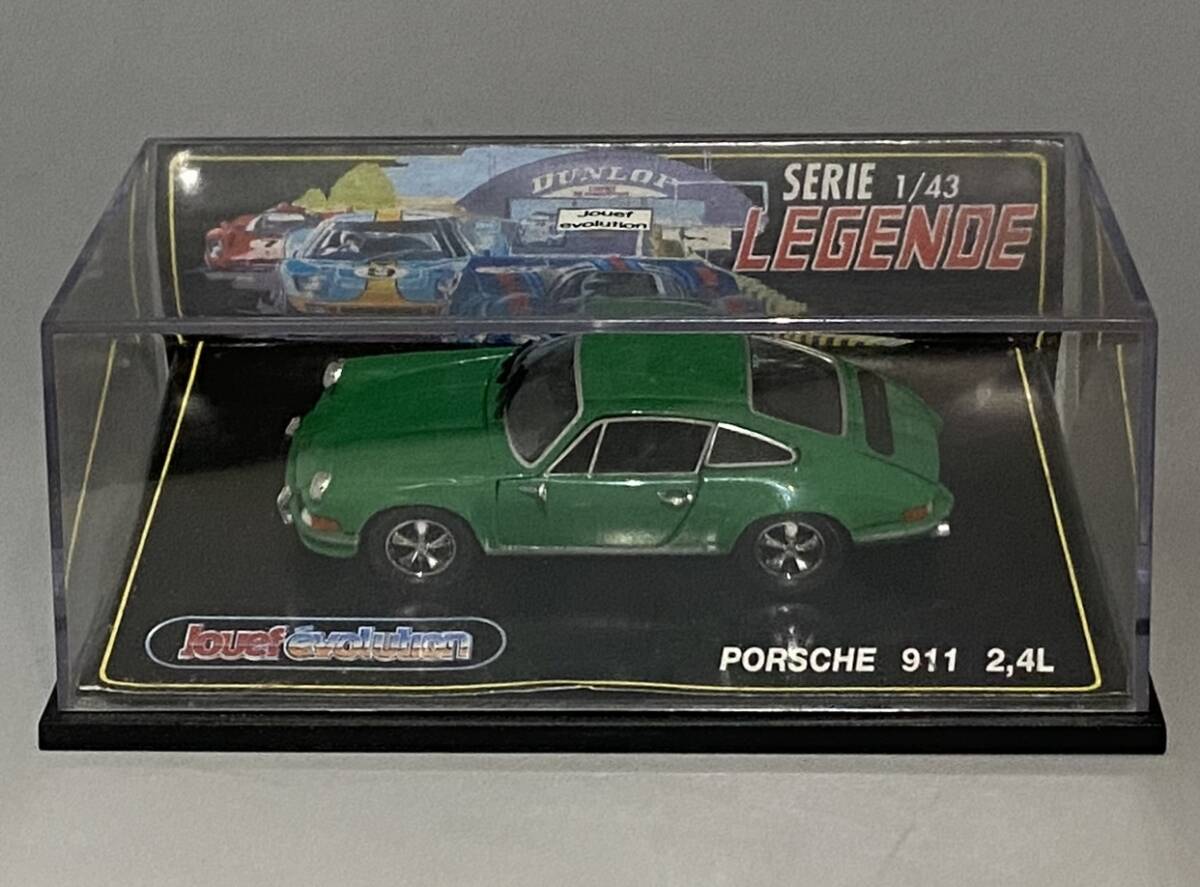 DUNLOP
Jouef
evolution
SERIE 1/43
LEGENDE
Jouef évolution
PORSCHE 911 2,4L